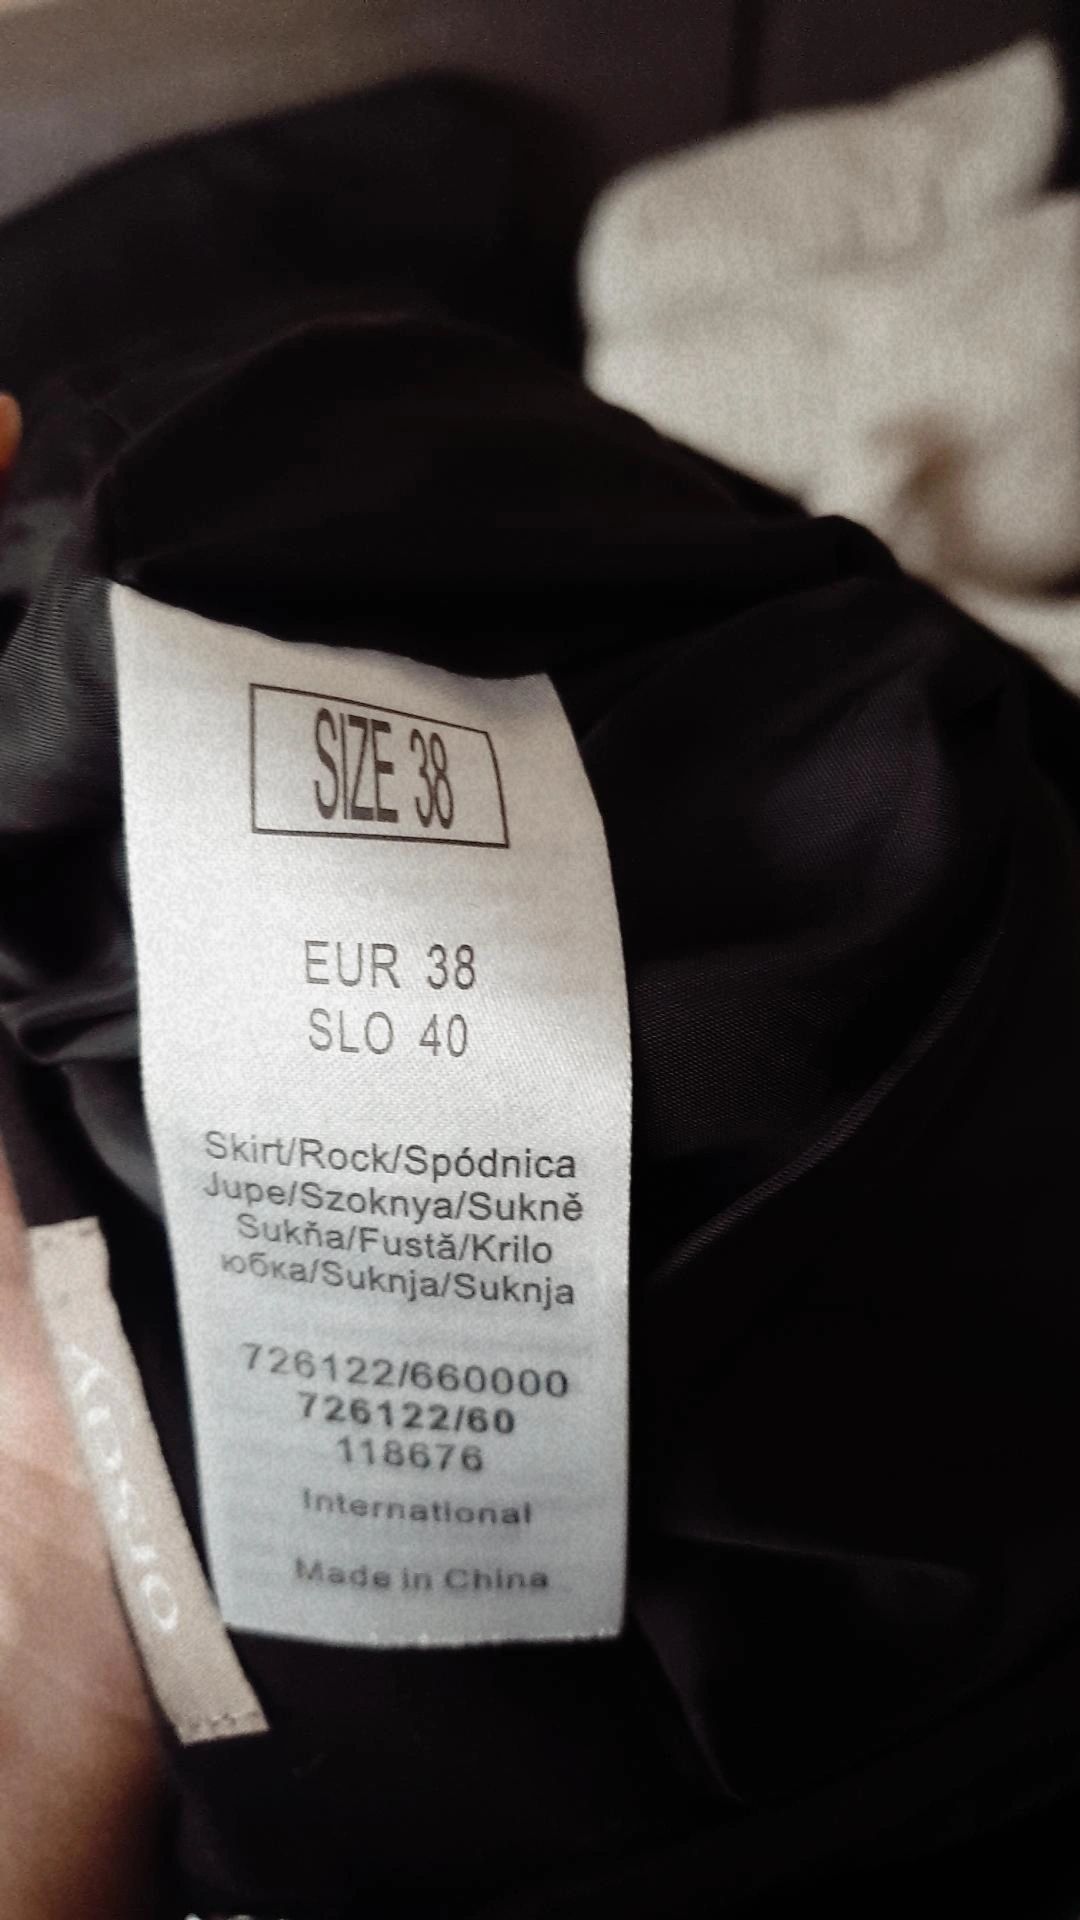 SIZE 38
EUR 38
SLO 40
Skirt/Rock/Spódnica
Jupe/Szoknya/Sukně
Sukňa/Fustă/Krilo
юбка/Suknja/Suknja
726122/660000
726122/60
118676
International
Made in China